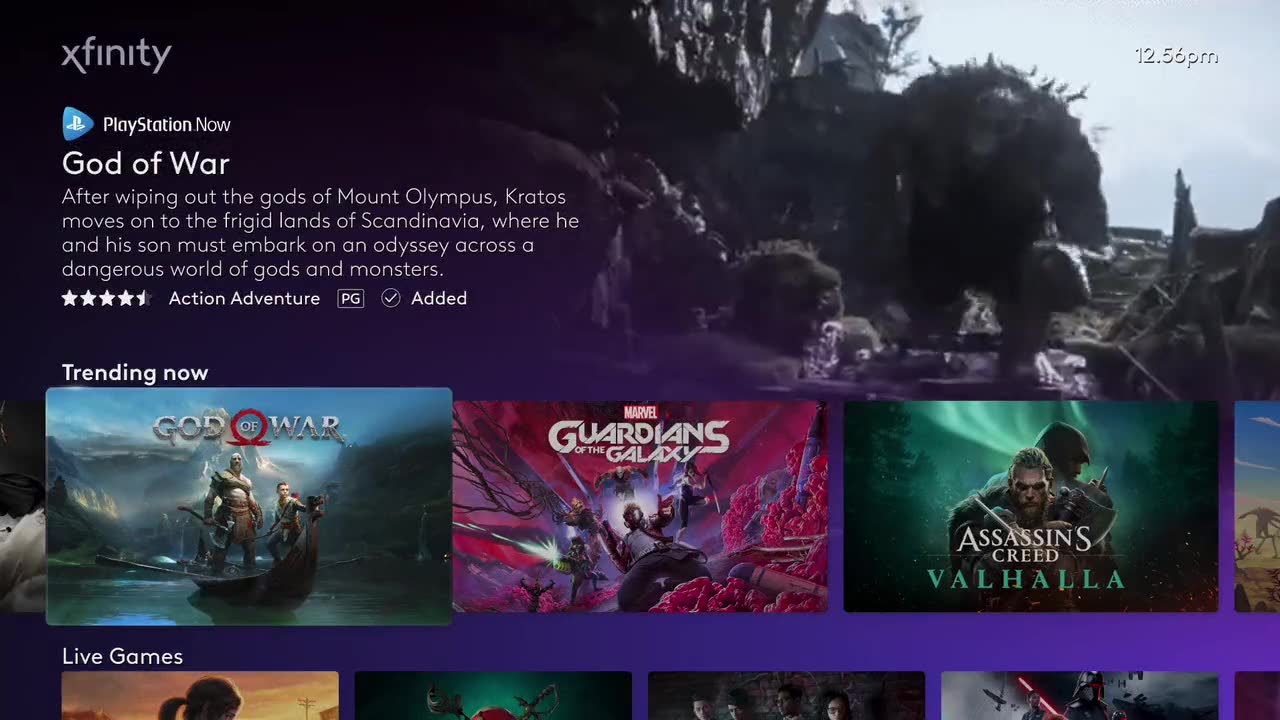 xfinity
12.56pm
PlayStation Now
God of War
After wiping out the gods of Mount Olympus, Kratos
moves on to the frigid lands of Scandinavia, where he
and his son must embark on an odyssey across a
dangerous world of gods and monsters.
Action Adventure PG Added
Trending now
GOD OF WAR
MARVEL
GUARDIANS
OF THE
GALAXY
ASSASSIN'S
CREED
VALHALLA
Live Games